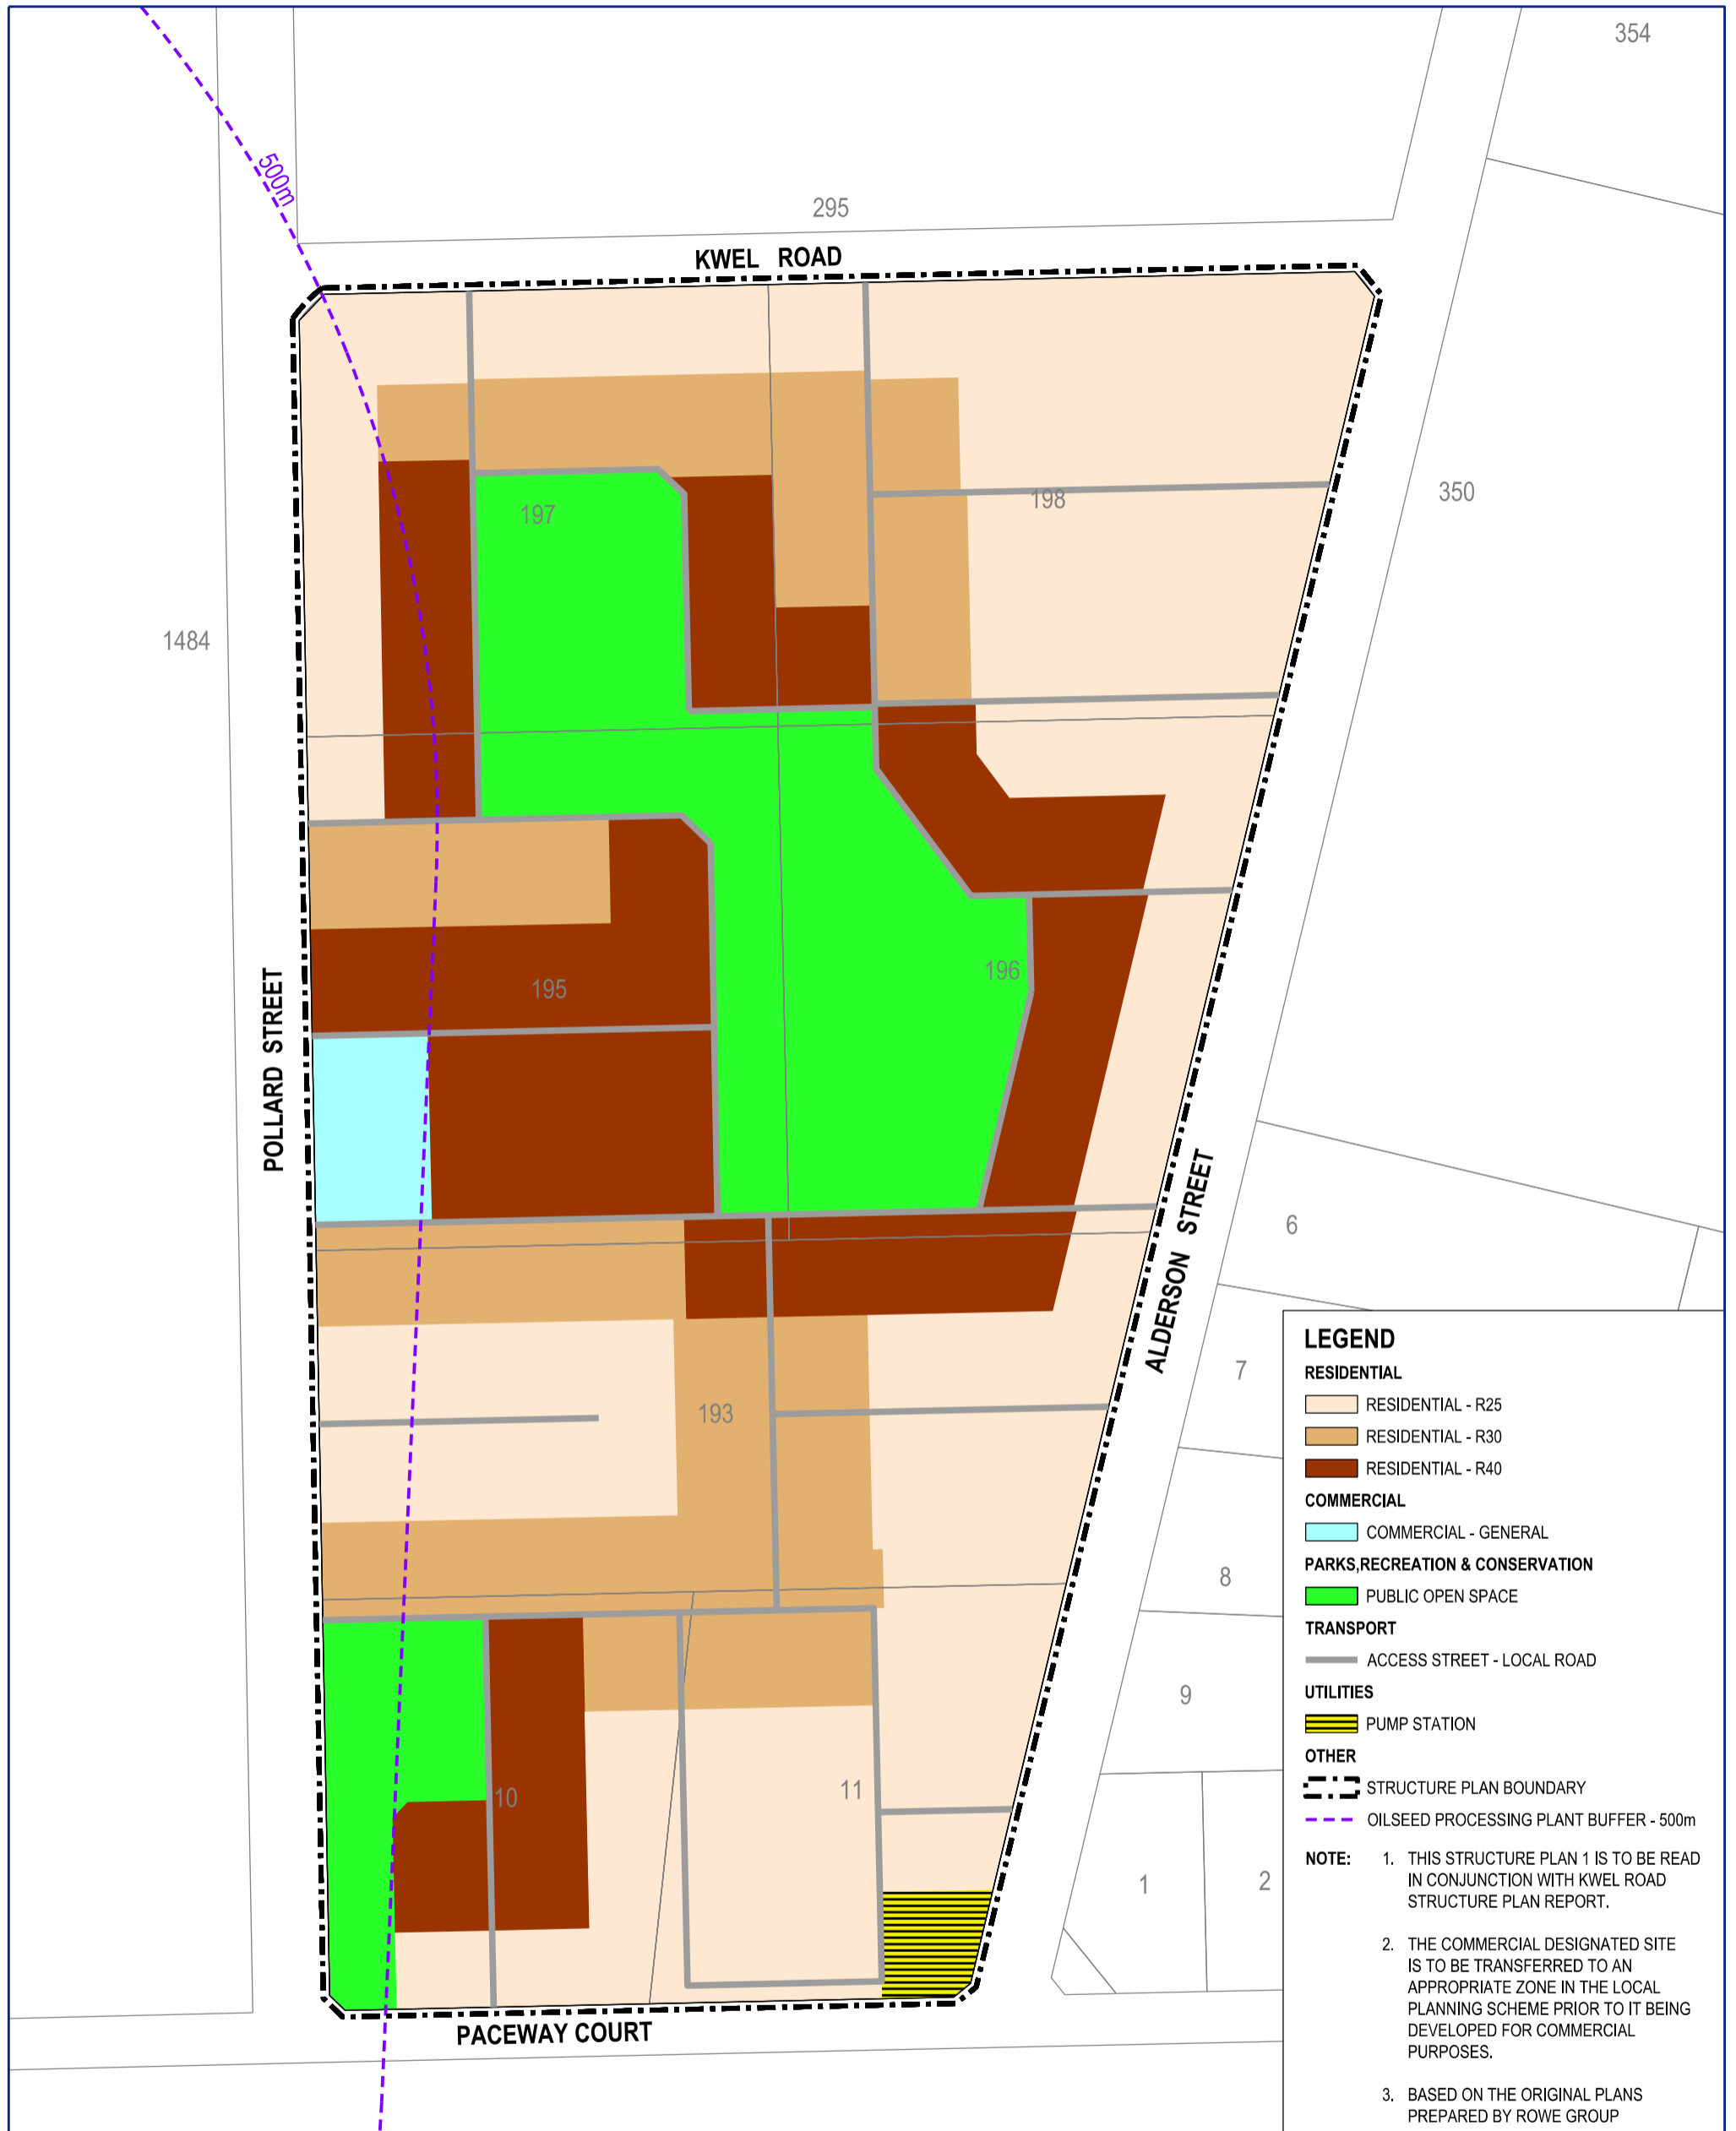 354
500m
295
KWEL ROAD
197
198
350
1484
196
195
POLLARD STREET
ALDERSON STREET
6
7
193
8
9
10
11
1
2
PACEWAY COURT
LEGEND
RESIDENTIAL
RESIDENTIAL - R25
RESIDENTIAL - R30
RESIDENTIAL - R40
COMMERCIAL
COMMERCIAL - GENERAL
PARKS,RECREATION & CONSERVATION
PUBLIC OPEN SPACE
TRANSPORT
ACCESS STREET - LOCAL ROAD
UTILITIES
PUMP STATION
OTHER
STRUCTURE PLAN BOUNDARY
OILSEED PROCESSING PLANT BUFFER - 500m
NOTE: 1. THIS STRUCTURE PLAN 1 IS TO BE READ
IN CONJUNCTION WITH KWEL ROAD
STRUCTURE PLAN REPORT.
2. THE COMMERCIAL DESIGNATED SITE
IS TO BE TRANSFERRED TO AN
APPROPRIATE ZONE IN THE LOCAL
PLANNING SCHEME PRIOR TO IT BEING
DEVELOPED FOR COMMERCIAL
PURPOSES.
3. BASED ON THE ORIGINAL PLANS
PREPARED BY ROWE GROUP